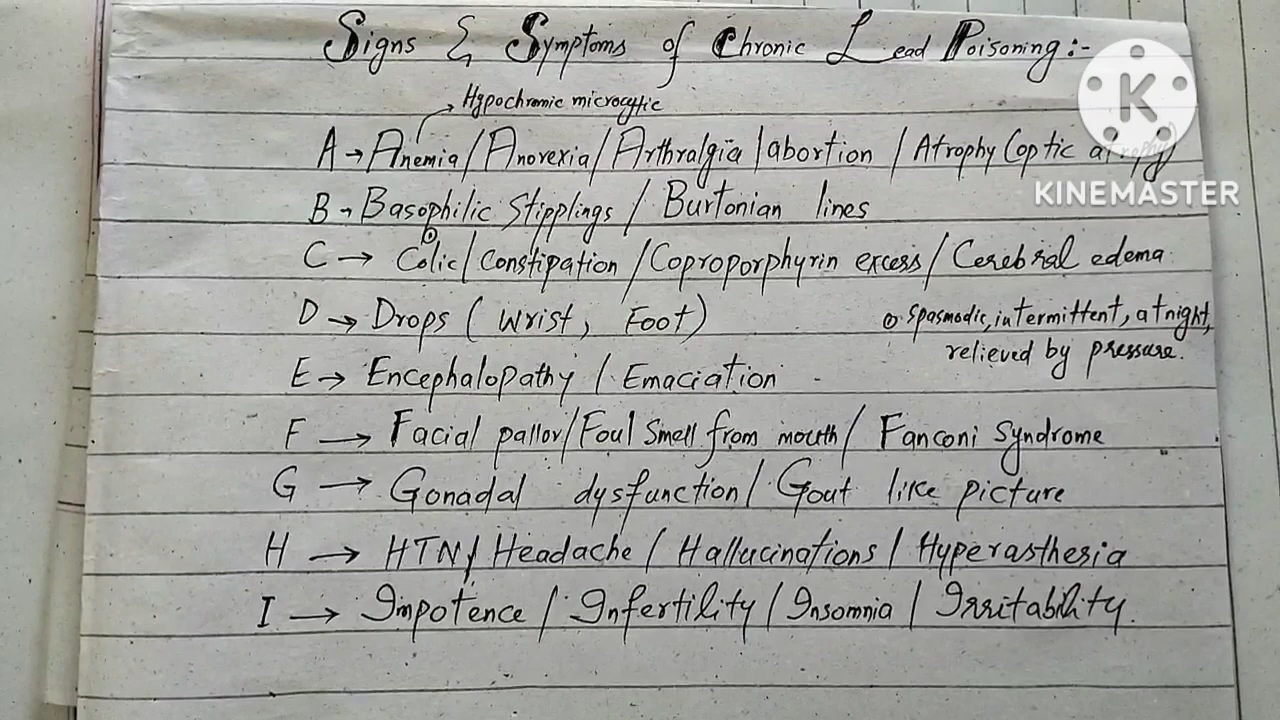 Signs & Symptoms of Chronic Lead Poisoning:-
Hypochromic microcytic
A → Anemia/Anorexia/Arthralgia/abortion / Atrophy (optic atrophy)
B → Basophilic Stipplings / Burtonian lines
C → Colic/Constipation/Coproporphyrin excess/Cerebral edema
D → Drops (Wrist, Foot)
spasmodic, intermittent, at night,
relieved by pressure.
E → Encephalopathy / Emaciation
F → Facial pallor/Foul Smell from mouth/ Fanconi Syndrome
G → Gonadal dysfunction/ Gout like picture
H → HTN/ Headache / Hallucinations / Hyperasthesia
I → Impotence / Infertility / Insomnia / Irritability.
K
KINEMASTER